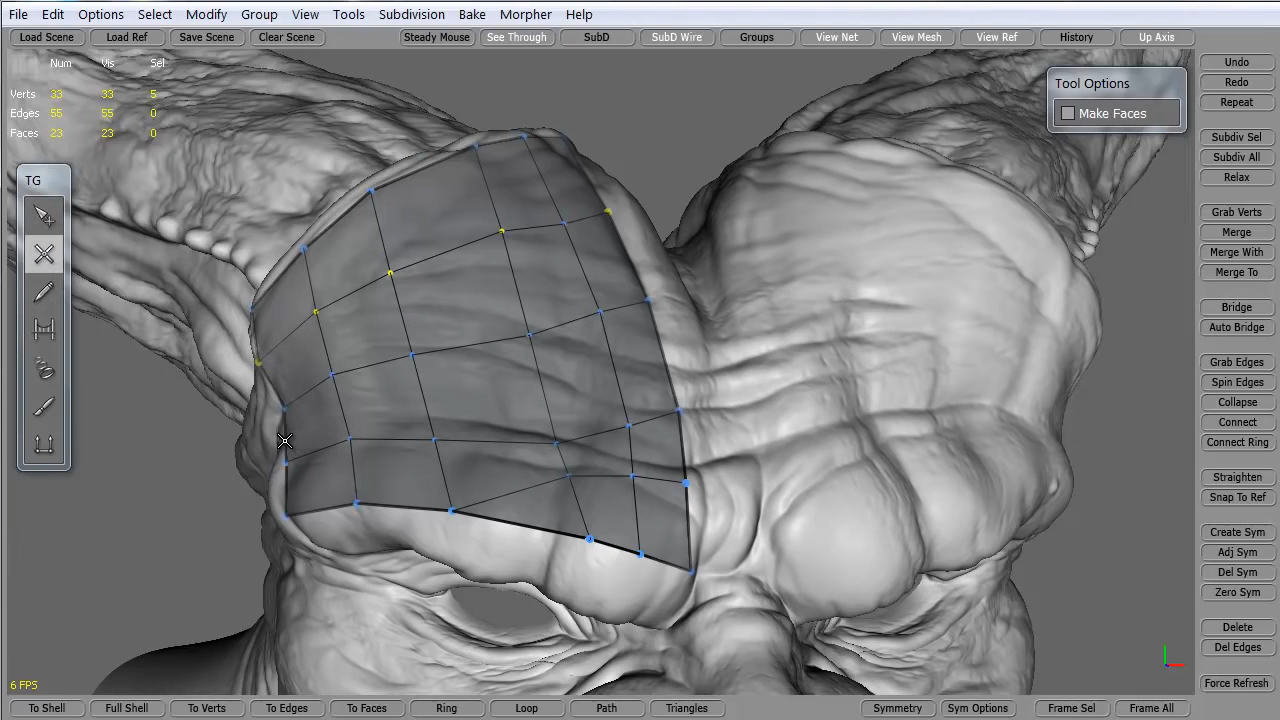 File Edit Options Select Modify Group View Tools Subdivision Bake Morpher Help
Load Scene Load Ref Save Scene Clear Scene Steady Mouse See Through SubD SubD Wire Groups View Net View Mesh View Ref History Up Axis
Num Vis Sel
Verts 33 33 5
Edges 55 55 0
Faces 23 23 0
TG
Tool Options
Make Faces
Undo
Redo
Repeat
Subdiv Sel
Subdiv All
Relax
Grab Verts
Merge
Merge With
Merge To
Bridge
Auto Bridge
Grab Edges
Spin Edges
Collapse
Connect
Connect Ring
Straighten
Snap To Ref
Create Sym
Adj Sym
Del Sym
Zero Sym
Delete
Del Edges
Force Refresh
6 FPS
To Shell Full Shell To Verts To Edges To Faces Ring Loop Path Triangles Symmetry Sym Options Frame Sel Frame All